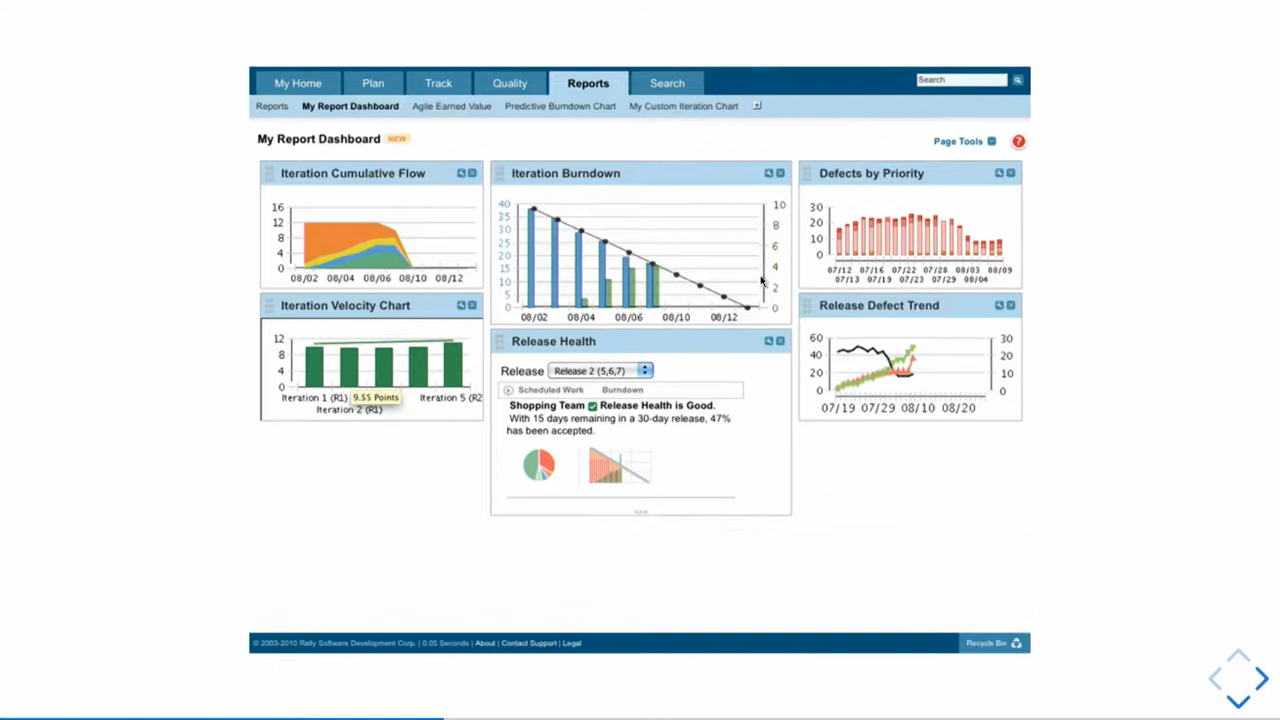 My Home Plan Track Quality Reports Search Search
Reports My Report Dashboard Agile Earned Value Predictive Burndown Chart My Custom Iteration Chart
My Report Dashboard NEW Page Tools ?
Iteration Cumulative Flow
16
12
8
4
0
08/02 08/04 08/06 08/10 08/12
Iteration Velocity Chart
12
8
4
0
Iteration 1 (R1) 9.55 Points Iteration 5 (R2
Iteration 2 (R1)
Iteration Burndown
40 10
35
30 8
25 6
20
15 4
10 2
5
0 0
08/02 08/04 08/06 08/10 08/12
Release Health
Release Release 2 (5,6,7)
Scheduled Work Burndown
Shopping Team Release Health is Good.
With 15 days remaining in a 30-day release, 47%
has been accepted.
Defects by Priority
30
20
10
0
07/12 07/16 07/22 07/28 08/03 08/09
07/13 07/19 07/23 07/29 08/04
Release Defect Trend
60 30
40 20
20 10
0 0
07/19 07/29 08/10 08/20
© 2003-2010 Rally Software Development Corp. | 0.05 Seconds | About | Contact Support | Legal Recycle Bin